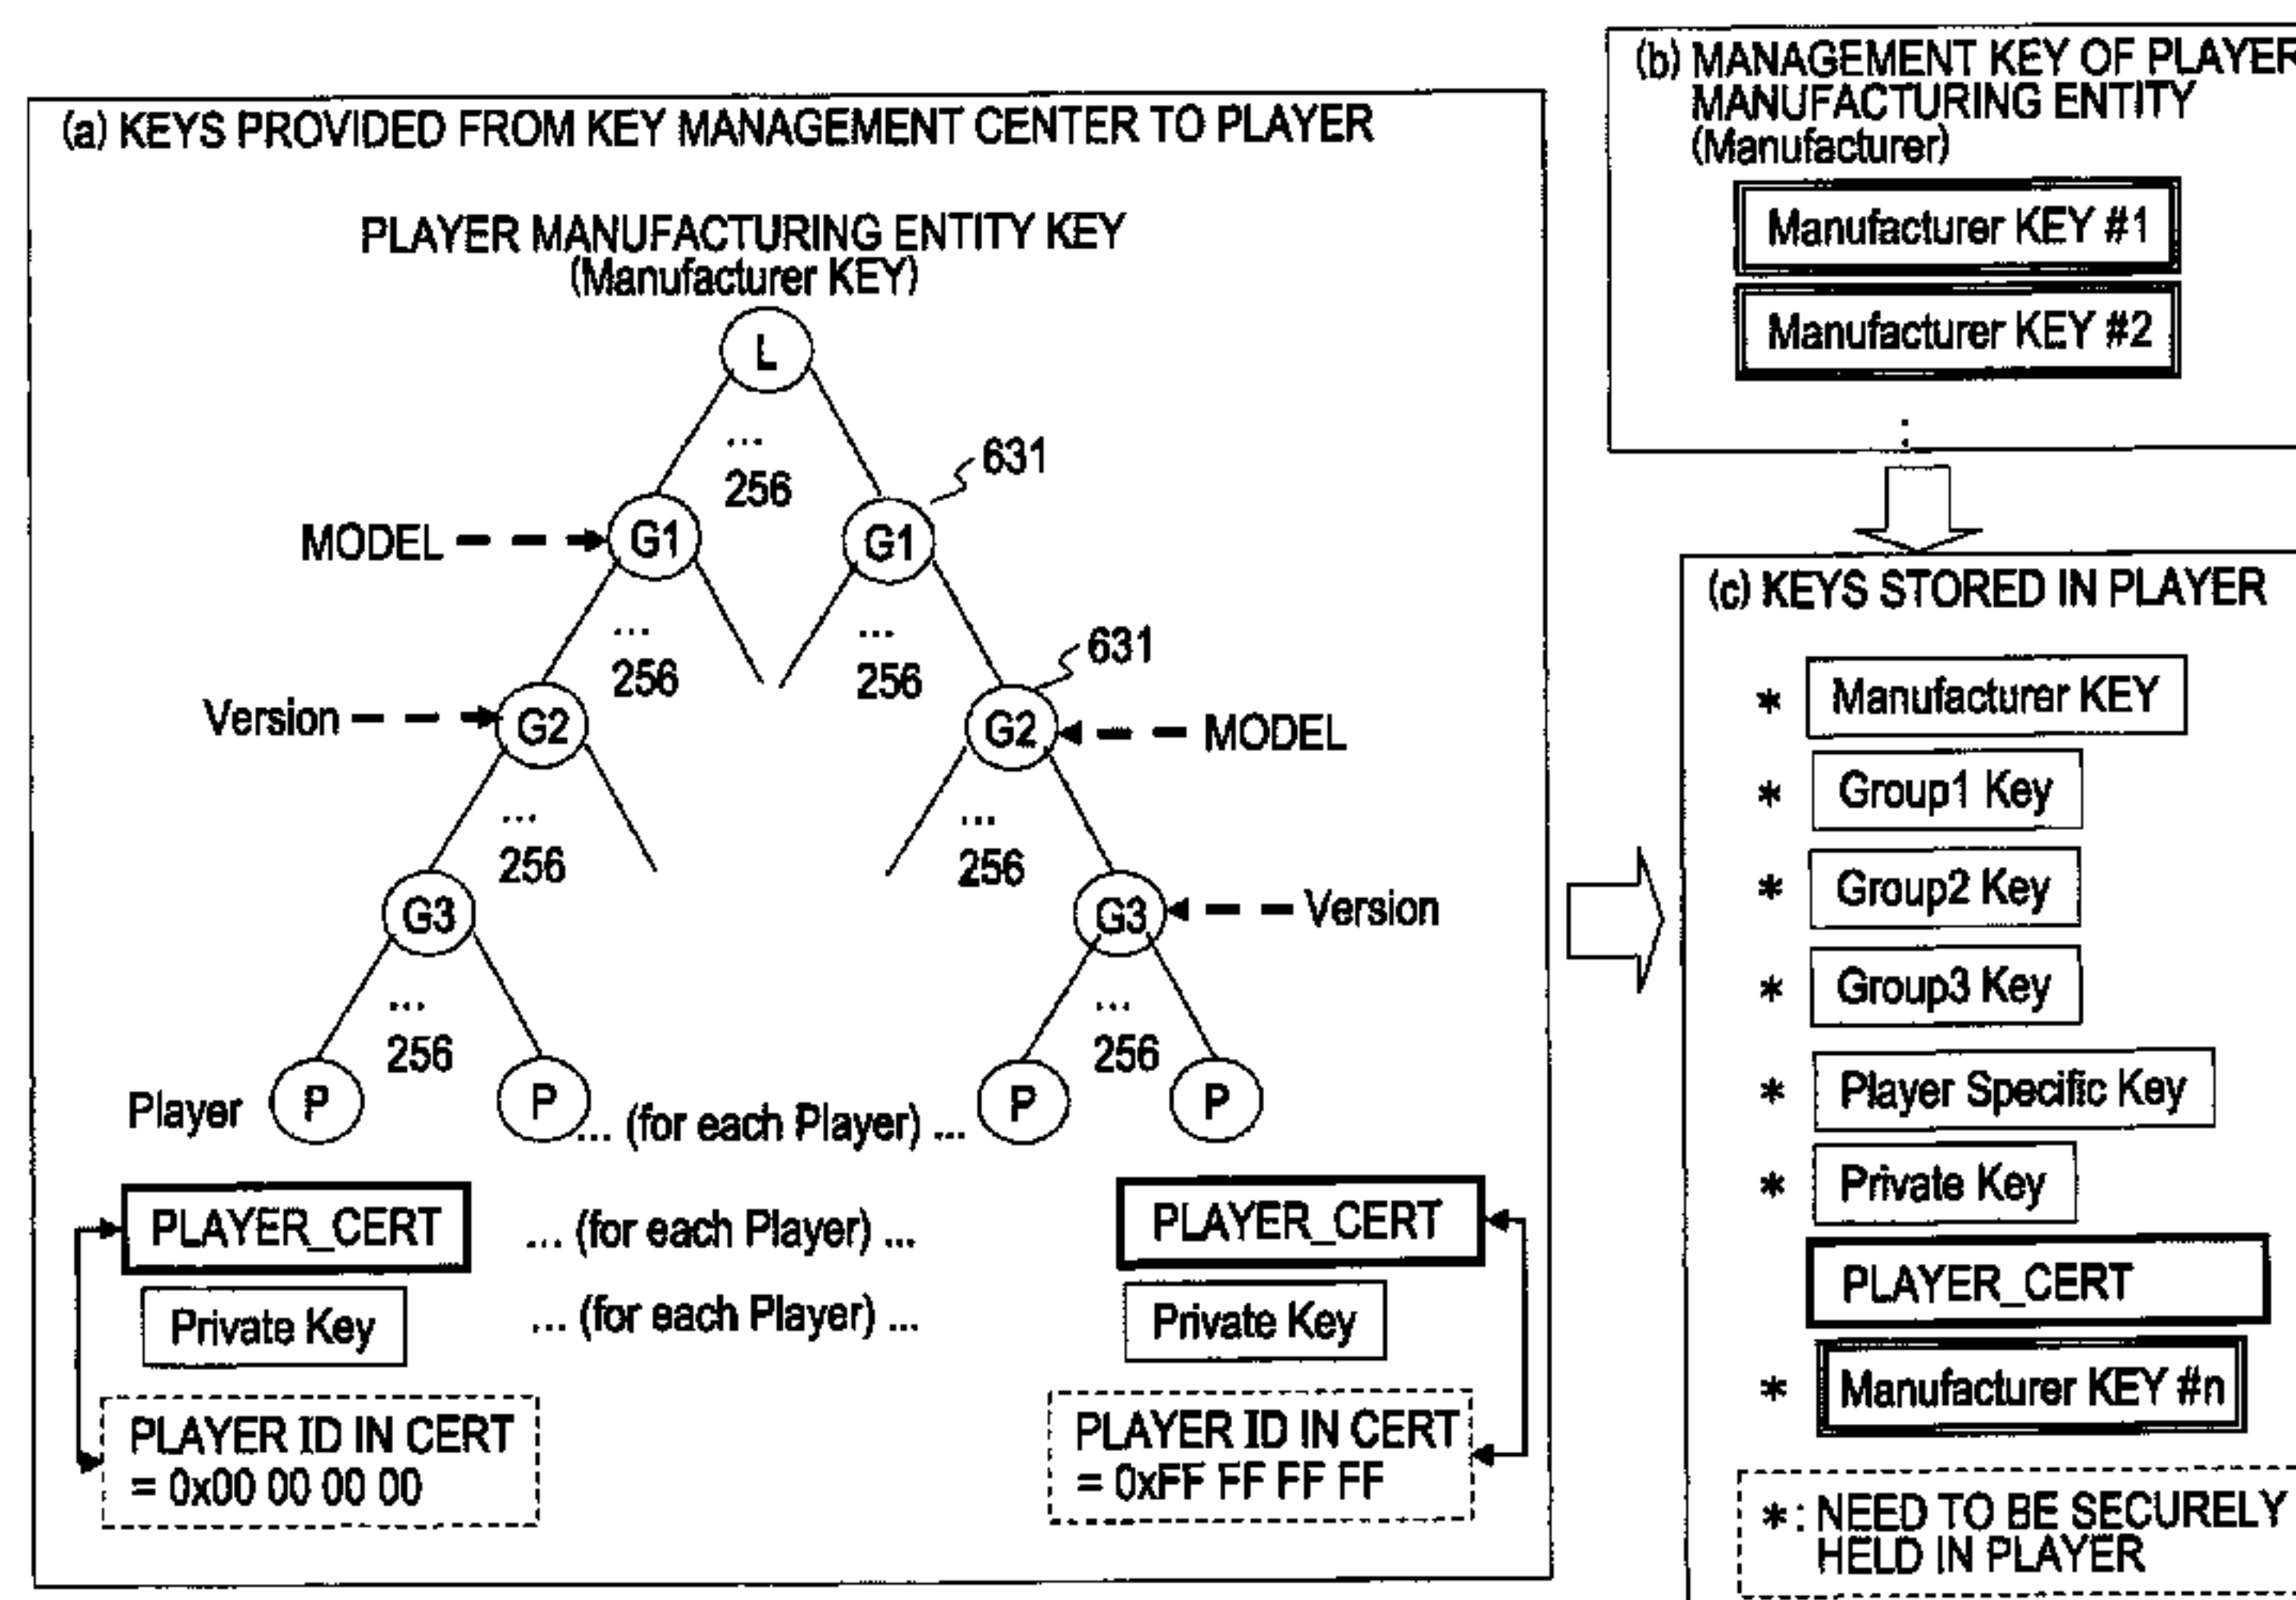 (a) KEYS PROVIDED FROM KEY MANAGEMENT CENTER TO PLAYER
PLAYER MANUFACTURING ENTITY KEY
(Manufacturer KEY)
L
...
256
631
MODEL
G1
G1
...
256
...
256
631
Version
G2
G2
MODEL
...
256
...
256
G3
G3
Version
...
256
...
256
Player
P
P
... (for each Player) ...
P
P
PLAYER_CERT
... (for each Player) ...
PLAYER_CERT
Private Key
... (for each Player) ...
Private Key
PLAYER ID IN CERT
= 0x00 00 00 00
PLAYER ID IN CERT
= 0xFF FF FF FF
(b) MANAGEMENT KEY OF PLAYER
MANUFACTURING ENTITY
(Manufacturer)
Manufacturer KEY #1
Manufacturer KEY #2
:
(c) KEYS STORED IN PLAYER
* Manufacturer KEY
* Group1 Key
* Group2 Key
* Group3 Key
* Player Specific Key
* Private Key
PLAYER_CERT
* Manufacturer KEY #n
*: NEED TO BE SECURELY
HELD IN PLAYER